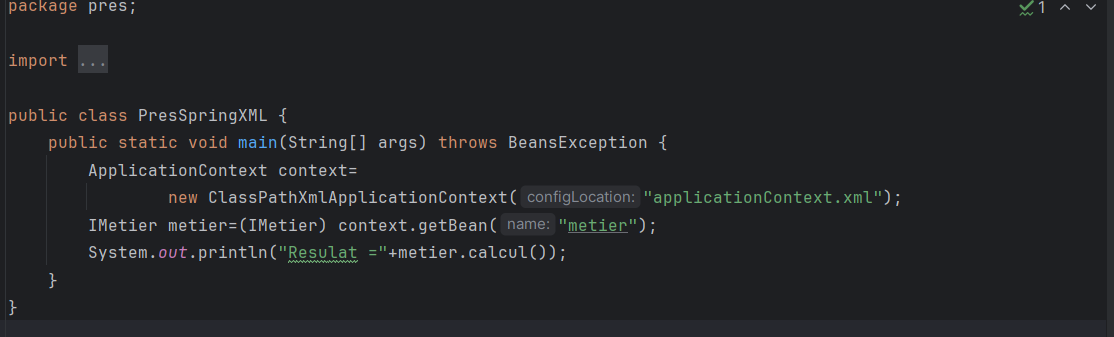 package pres;
1
import ...
public class PresSpringXML {
    public static void main(String[] args) throws BeansException {
        ApplicationContext context=
                new ClassPathXmlApplicationContext( configLocation: "applicationContext.xml");
        IMetier metier=(IMetier) context.getBean( name: "metier");
        System.out.println("Resulat ="+metier.calcul());
    }
}